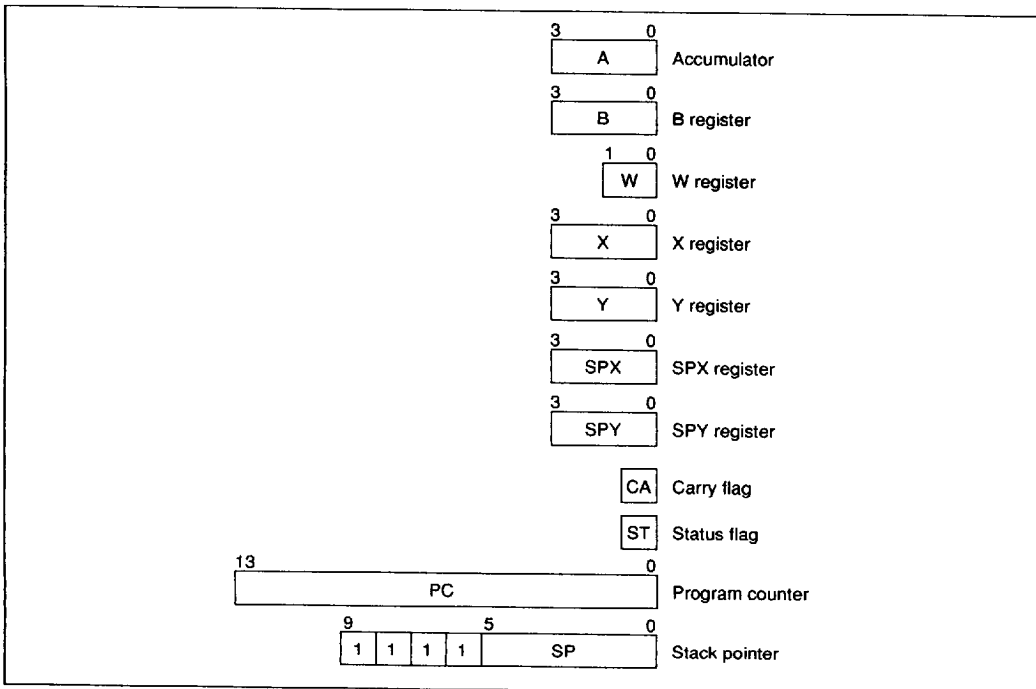 3 0
A Accumulator
3 0
B B register
1 0
W W register
3 0
X X register
3 0
Y Y register
3 0
SPX SPX register
3 0
SPY SPY register
CA Carry flag
ST Status flag
13 0
PC Program counter
9 5 0
1 1 1 1 SP Stack pointer